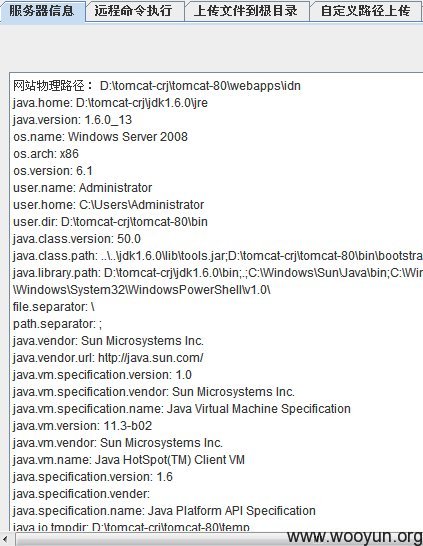 服务器信息 远程命令执行 上传文件到根目录 自定义路径上传
网站物理路径： D:\tomcat-crj\tomcat-80\webapps\idn
java.home: D:\tomcat-crj\jdk1.6.0\jre
java.version: 1.6.0_13
os.name: Windows Server 2008
os.arch: x86
os.version: 6.1
user.name: Administrator
user.home: C:\Users\Administrator
user.dir: D:\tomcat-crj\tomcat-80\bin
java.class.version: 50.0
java.class.path: ..\..\jdk1.6.0\lib\tools.jar;D:\tomcat-crj\tomcat-80\bin\bootstra
java.library.path: D:\tomcat-crj\jdk1.6.0\bin;.;C:\Windows\Sun\Java\bin;C:\Win
\Windows\System32\WindowsPowerShell\v1.0\
file.separator: \
path.separator: ;
java.vendor: Sun Microsystems Inc.
java.vendor.url: http://java.sun.com/
java.vm.specification.version: 1.0
java.vm.specification.vendor: Sun Microsystems Inc.
java.vm.specification.name: Java Virtual Machine Specification
java.vm.version: 11.3-b02
java.vm.vendor: Sun Microsystems Inc.
java.vm.name: Java HotSpot(TM) Client VM
java.specification.version: 1.6
java.specification.vender:
java.specification.name: Java Platform API Specification
java.io.tmpdir: D:\tomcat-crj\tomcat-80\temp
www.wooyun.org